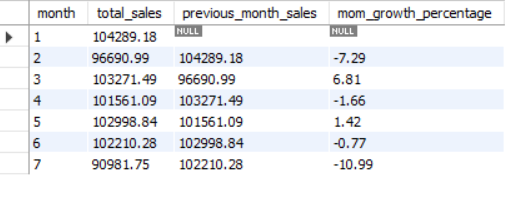 month total_sales previous_month_sales mom_growth_percentage
1 104289.18 NULL NULL
2 96690.99 104289.18 -7.29
3 103271.49 96690.99 6.81
4 101561.09 103271.49 -1.66
5 102998.84 101561.09 1.42
6 102210.28 102998.84 -0.77
7 90981.75 102210.28 -10.99